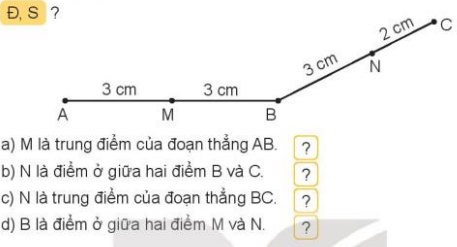 Đ, S ?
C
2 cm
N
3 cm
3 cm
3 cm
A
M
B
a) M là trung điểm của đoạn thẳng AB. ?
b) N là điểm ở giữa hai điểm B và C. ?
c) N là trung điểm của đoạn thẳng BC. ?
d) B là điểm ở giữa hai điểm M và N. ?